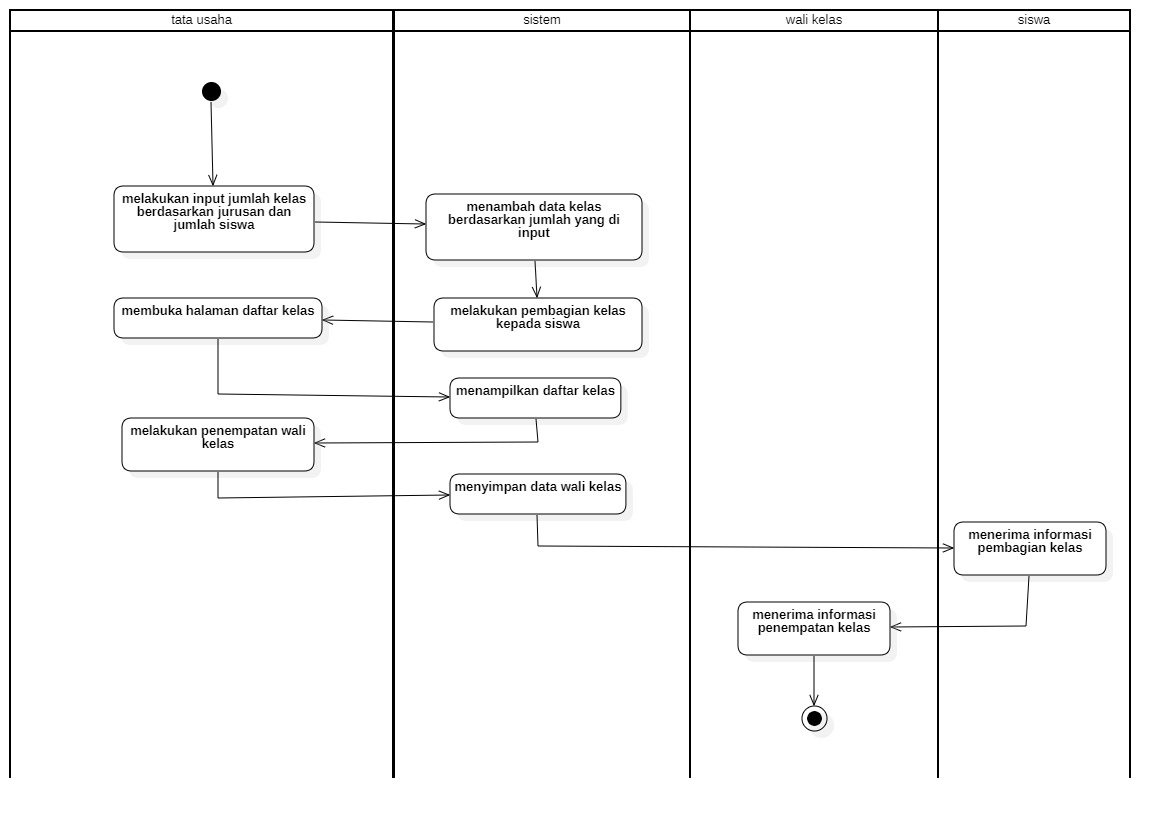 tata usaha
sistem
wali kelas
siswa
melakukan input jumlah kelas
berdasarkan jurusan dan
jumlah siswa
menambah data kelas
berdasarkan jumlah yang di
input
membuka halaman daftar kelas
melakukan pembagian kelas
kepada siswa
menampilkan daftar kelas
melakukan penempatan wali
kelas
menyimpan data wali kelas
menerima informasi
pembagian kelas
menerima informasi
penempatan kelas